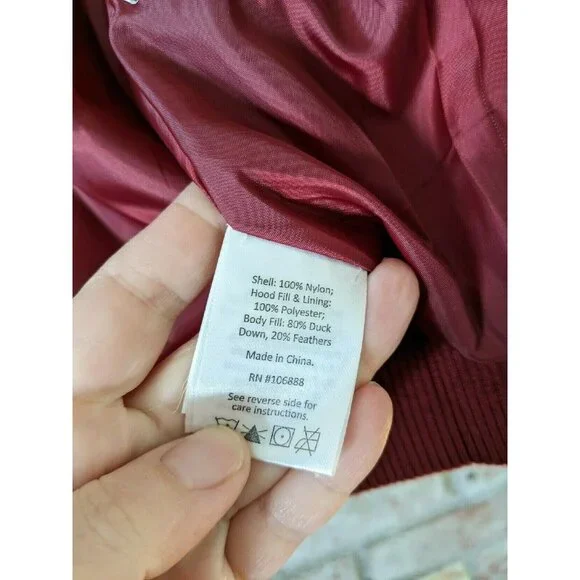 Shell: 100% Nylon;
Hood Fill & Lining:
100% Polyester;
Body Fill: 80% Duck
Down, 20% Feathers
Made in China.
RN #106888
See reverse side for
care instructions.